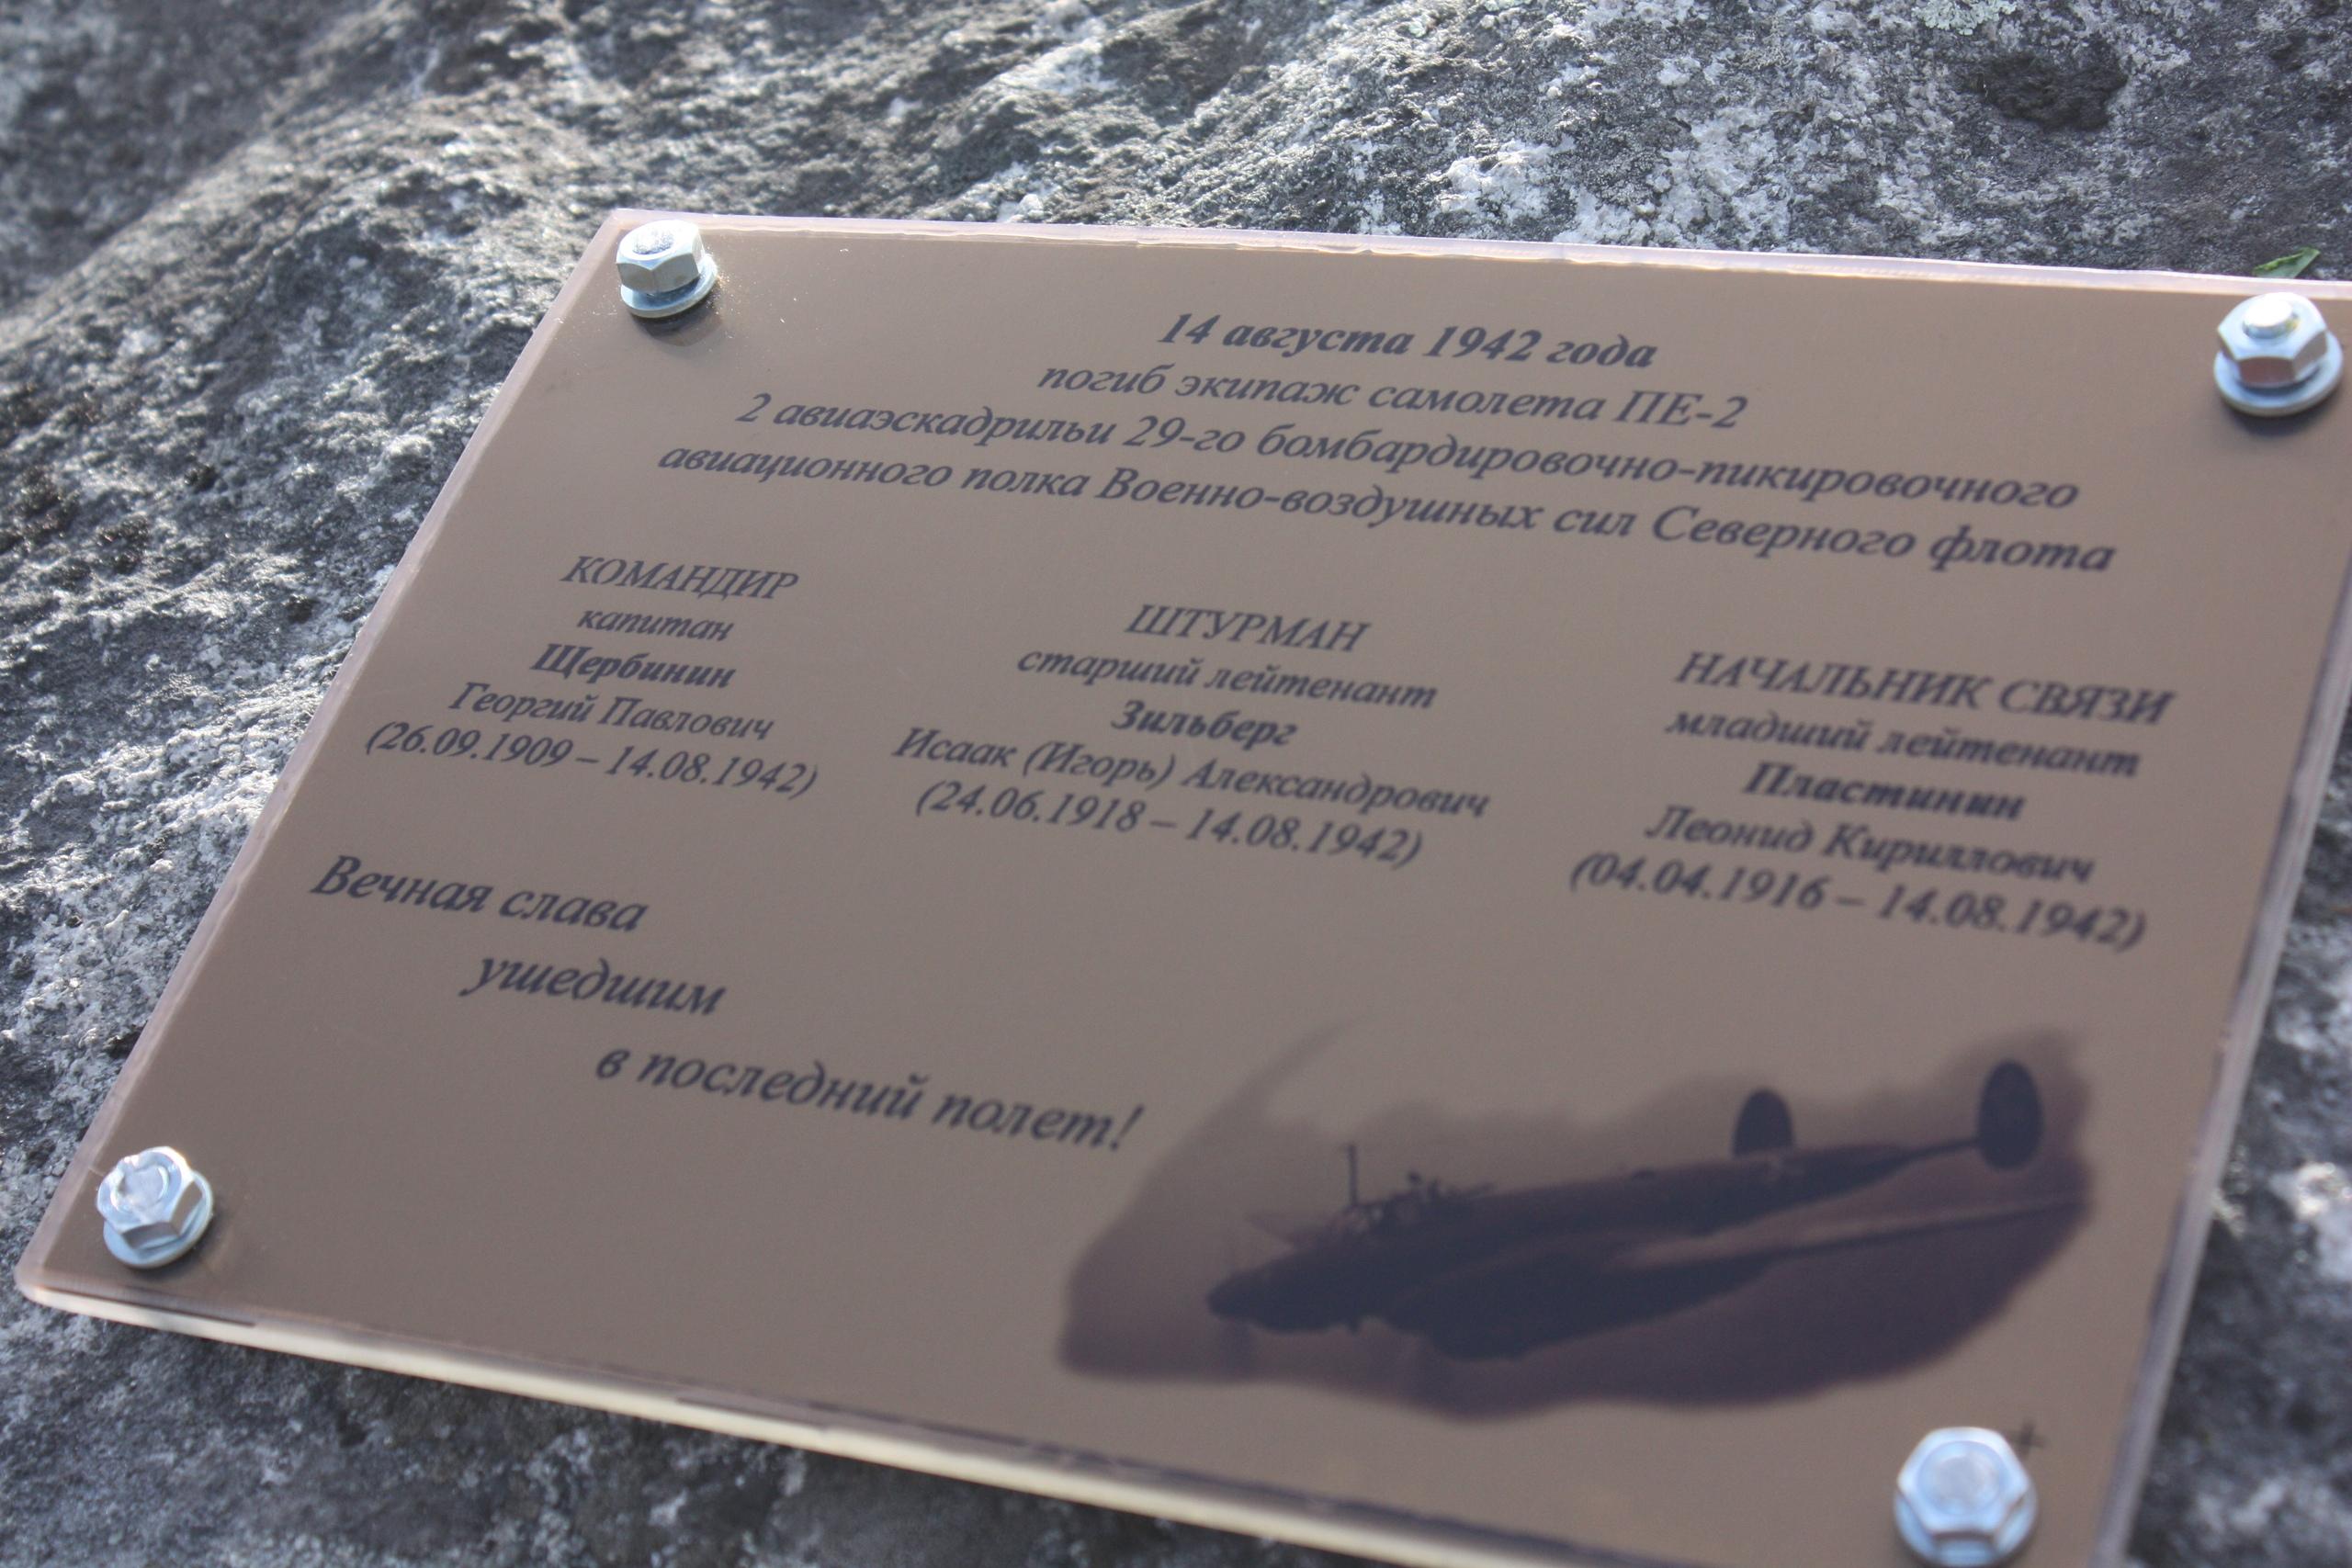 14 августа 1942 года
погиб экипаж самолета ПЕ-2
2 авиаэскадрильи 29-го бомбардировочно-пикировочного
авиационного полка Военно-воздушных сил Северного флота
КОМАНДИР
капитан
Щербинин
Георгий Павлович
(26.09.1909 – 14.08.1942)
ШТУРМАН
старший лейтенант
Зильберг
Исаак (Игорь) Александрович
(24.06.1918 – 14.08.1942)
НАЧАЛЬНИК СВЯЗИ
младший лейтенант
Пластинин
Леонид Кириллович
(04.04.1916 – 14.08.1942)
Вечная слава
ушедшим
в последний полет!